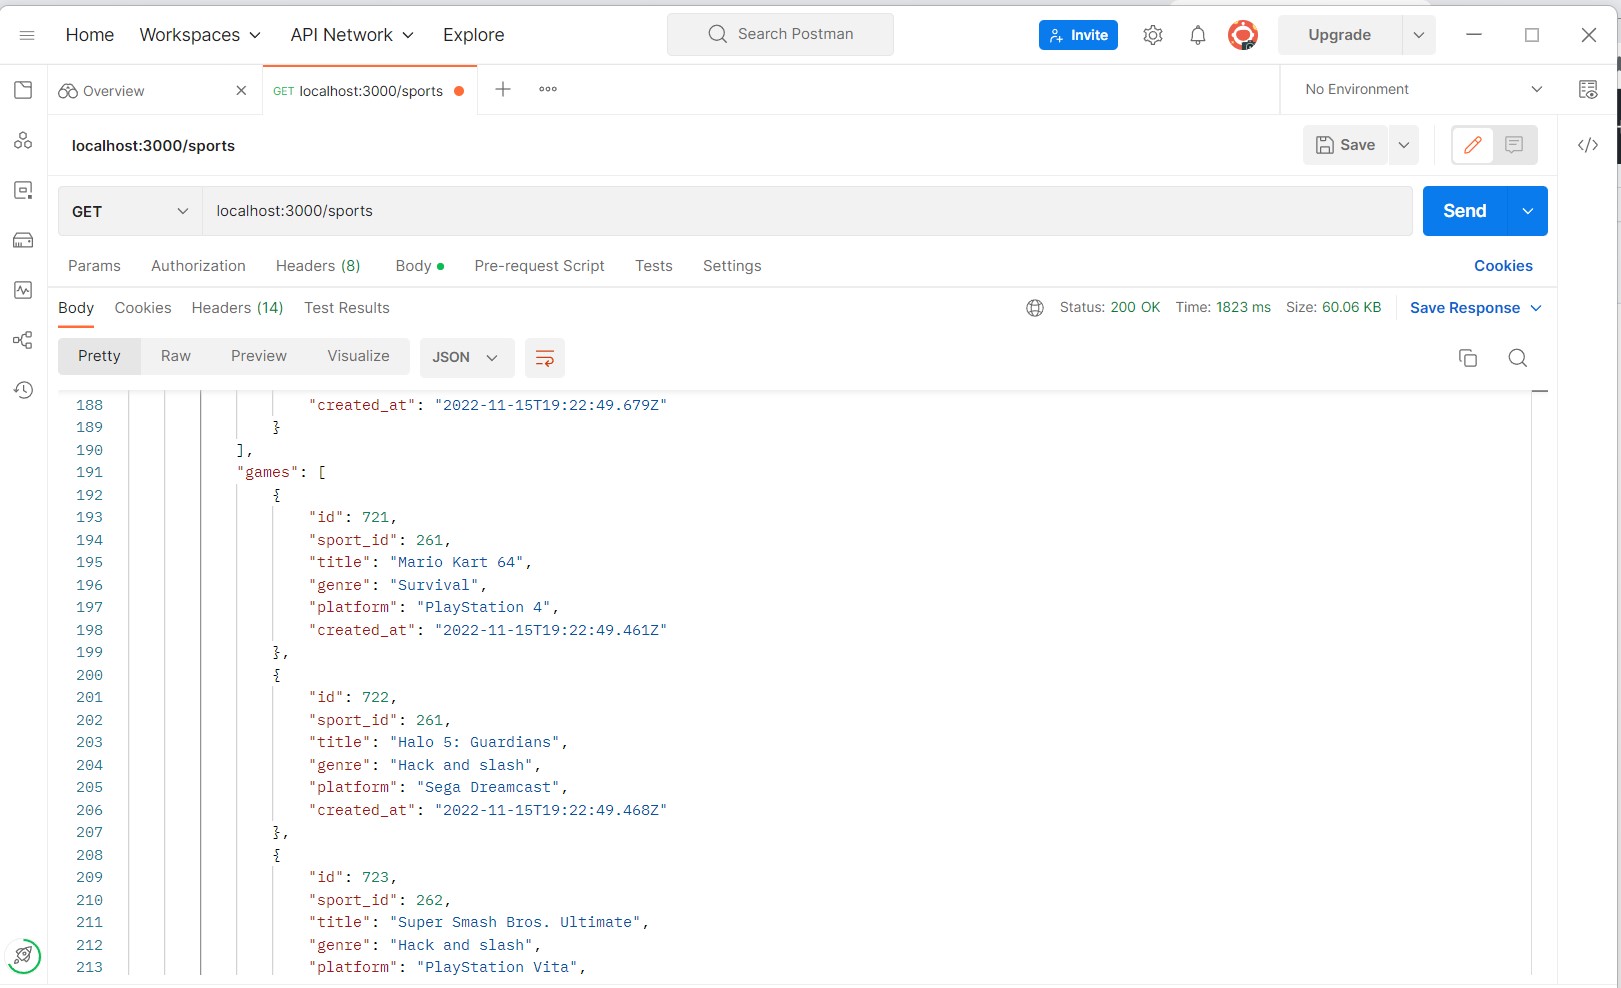 Home Workspaces API Network Explore Search Postman Invite Upgrade
Overview GET localhost:3000/sports No Environment
localhost:3000/sports Save
GET localhost:3000/sports Send
Params Authorization Headers (8) Body Pre-request Script Tests Settings Cookies
Body Cookies Headers (14) Test Results Status: 200 OK Time: 1823 ms Size: 60.06 KB Save Response
Pretty Raw Preview Visualize JSON
188 "created_at": "2022-11-15T19:22:49.679Z"
189 }
190 ],
191 "games": [
192 {
193 "id": 721,
194 "sport_id": 261,
195 "title": "Mario Kart 64",
196 "genre": "Survival",
197 "platform": "PlayStation 4",
198 "created_at": "2022-11-15T19:22:49.461Z"
199 },
200 {
201 "id": 722,
202 "sport_id": 261,
203 "title": "Halo 5: Guardians",
204 "genre": "Hack and slash",
205 "platform": "Sega Dreamcast",
206 "created_at": "2022-11-15T19:22:49.468Z"
207 },
208 {
209 "id": 723,
210 "sport_id": 262,
211 "title": "Super Smash Bros. Ultimate",
212 "genre": "Hack and slash",
213 "platform": "PlayStation Vita",